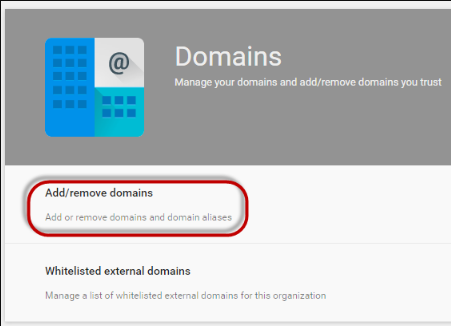 @
Domains
Manage your domains and add/remove domains you trust
Add/remove domains
Add or remove domains and domain aliases
Whitelisted external domains
Manage a list of whitelisted external domains for this organization